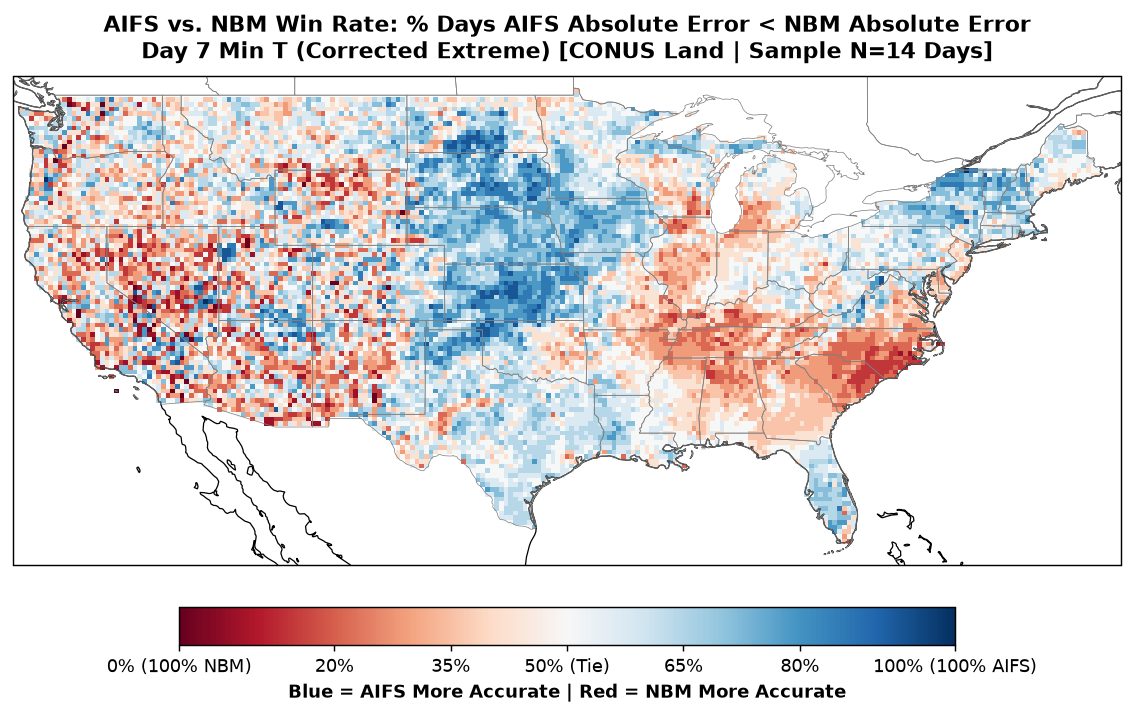 AIFS vs. NBM Win Rate: % Days AIFS Absolute Error < NBM Absolute Error
Day 7 Min T (Corrected Extreme) [CONUS Land | Sample N=14 Days]
0% (100% NBM) 20% 35% 50% (Tie) 65% 80% 100% (100% AIFS)
Blue = AIFS More Accurate | Red = NBM More Accurate